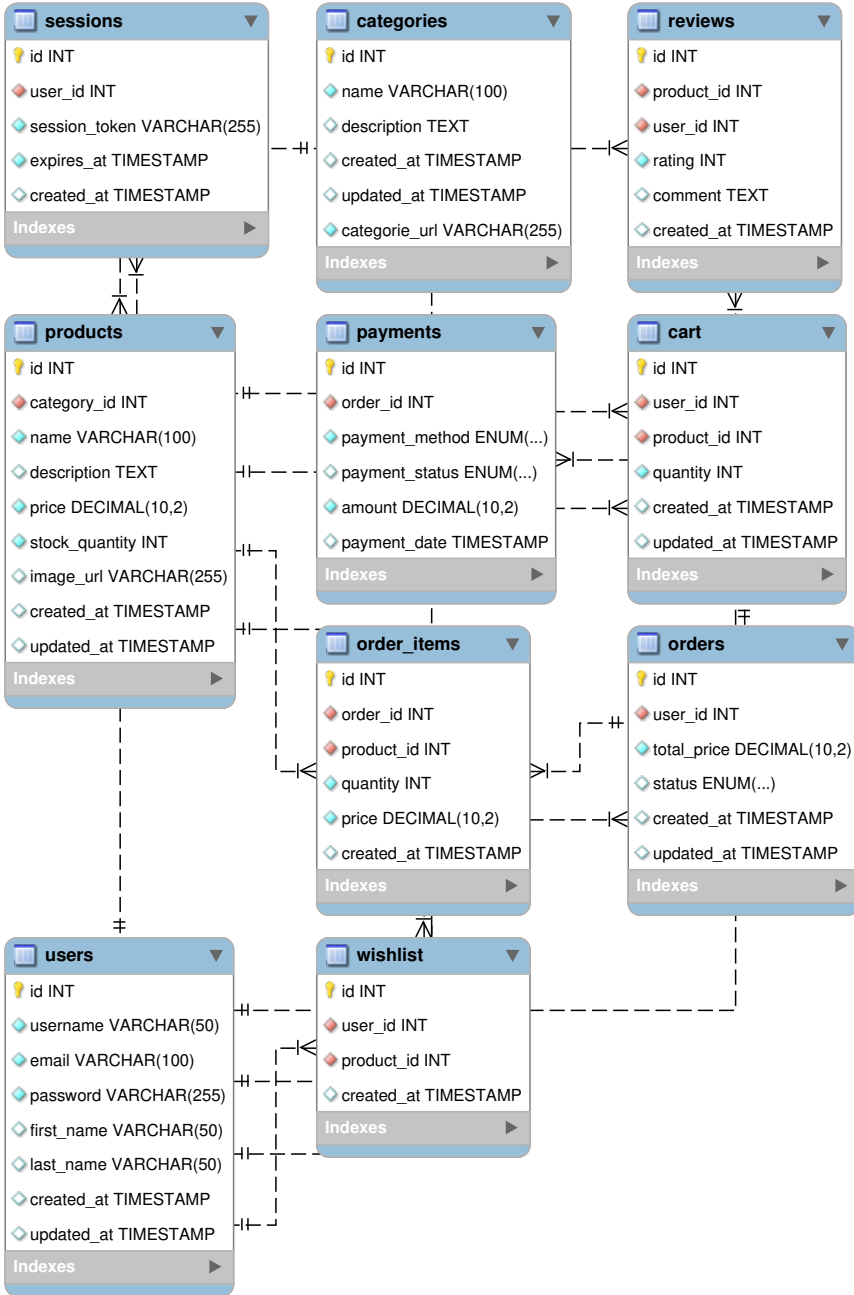 sessions
id INT
user_id INT
session_token VARCHAR(255)
expires_at TIMESTAMP
created_at TIMESTAMP
Indexes
categories
id INT
name VARCHAR(100)
description TEXT
created_at TIMESTAMP
updated_at TIMESTAMP
categorie_url VARCHAR(255)
Indexes
reviews
id INT
product_id INT
user_id INT
rating INT
comment TEXT
created_at TIMESTAMP
Indexes
products
id INT
category_id INT
name VARCHAR(100)
description TEXT
price DECIMAL(10,2)
stock_quantity INT
image_url VARCHAR(255)
created_at TIMESTAMP
updated_at TIMESTAMP
Indexes
payments
id INT
order_id INT
payment_method ENUM(...)
payment_status ENUM(...)
amount DECIMAL(10,2)
payment_date TIMESTAMP
Indexes
cart
id INT
user_id INT
product_id INT
quantity INT
created_at TIMESTAMP
updated_at TIMESTAMP
Indexes
order_items
id INT
order_id INT
product_id INT
quantity INT
price DECIMAL(10,2)
created_at TIMESTAMP
Indexes
orders
id INT
user_id INT
total_price DECIMAL(10,2)
status ENUM(...)
created_at TIMESTAMP
updated_at TIMESTAMP
Indexes
users
id INT
username VARCHAR(50)
email VARCHAR(100)
password VARCHAR(255)
first_name VARCHAR(50)
last_name VARCHAR(50)
created_at TIMESTAMP
updated_at TIMESTAMP
Indexes
wishlist
id INT
user_id INT
product_id INT
created_at TIMESTAMP
Indexes